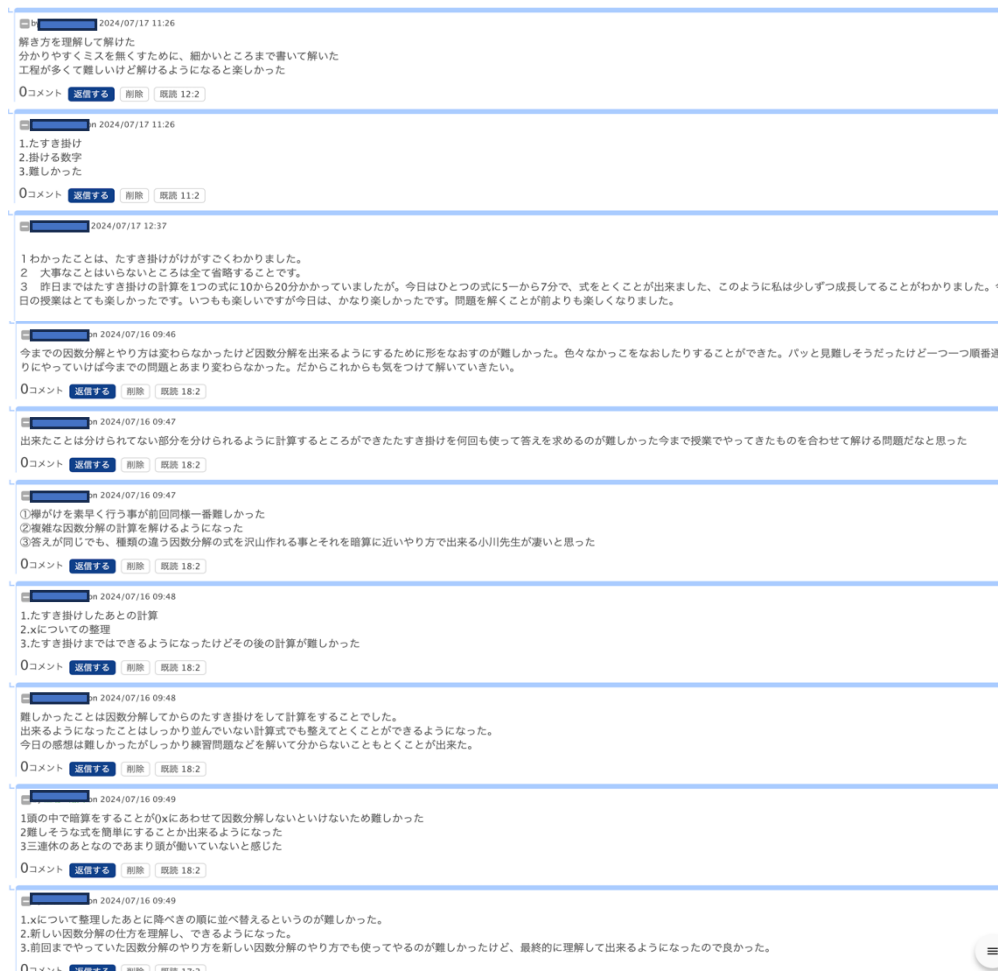 2024/07/17 11:26
解き方を理解して解けた
分かりやすくミスを無くすために、細かいところまで書いて解いた
工程が多くて難しいけど解けるようになると楽しかった
0コメント 返信する 削除 既読 12:2
on 2024/07/17 11:26
1.たすき掛け
2.掛ける数字
3.難しかった
0コメント 返信する 削除 既読 11:2
2024/07/17 12:37
1わかったことは、たすき掛けがけがすごくわかりました。
2　大事なことはいらないところは全て省略することです。
3　昨日まではたすき掛けの計算を1つの式に10から20分かかっていましたが。今日はひとつの式に5ーから7分で、式をとくことが出来ました、このように私は少しずつ成長してることがわかりました。
日の授業はとても楽しかったです。いつもも楽しいですが今日は、かなり楽しかったです。問題を解くことが前よりも楽しくなりました。
on 2024/07/16 09:46
今までの因数分解とやり方は変わらなかったけど因数分解を出来るようにするために形をなおすのが難しかった。色々なかっこをなおしたりすることができた。パッと見難しそうだったけど一つ一つ順番通
りにやっていけば今までの問題とあまり変わらなかった。だからこれからも気をつけて解いていきたい。
0コメント 返信する 削除 既読 18:2
on 2024/07/16 09:47
出来たことは分けられてない部分を分けられるように計算するところができたたすき掛けを何回も使って答えを求めるのが難しかった今まで授業でやってきたものを合わせて解ける問題だなと思った
0コメント 返信する 削除 既読 18:2
on 2024/07/16 09:47
①襷がけを素早く行う事が前回同様一番難しかった
②複雑な因数分解の計算を解けるようになった
③答えが同じでも、種類の違う因数分解の式を沢山作れる事とそれを暗算に近いやり方で出来る小川先生が凄いと思った
0コメント 返信する 削除 既読 18:2
on 2024/07/16 09:48
1.たすき掛けしたあとの計算
2.xについての整理
3.たすき掛けまではできるようになったけどその後の計算が難しかった
0コメント 返信する 削除 既読 18:2
on 2024/07/16 09:48
難しかったことは因数分解してからのたすき掛けをして計算をすることでした。
出来るようになったことはしっかり並んでいない計算式でも整えてとくことができるようになった。
今日の感想は難しかったがしっかり練習問題などを解いて分からないこともとくことが出来た。
0コメント 返信する 削除 既読 18:2
on 2024/07/16 09:49
1頭の中で暗算をすることが()xにあわせて因数分解しないといけないため難しかった
2難しそうな式を簡単にすることか出来るようになった
3三連休のあとなのであまり頭が働いていないと感じた
0コメント 返信する 削除 既読 18:2
on 2024/07/16 09:49
1.xについて整理したあとに降べきの順に並べ替えるというのが難しかった。
2.新しい因数分解の仕方を理解し、できるようになった。
3.前回までやっていた因数分解のやり方を新しい因数分解のやり方でも使ってやるのが難しかったけど、最終的に理解して出来るようになったので良かった。
0コメント 返信する 削除 既読 17:2